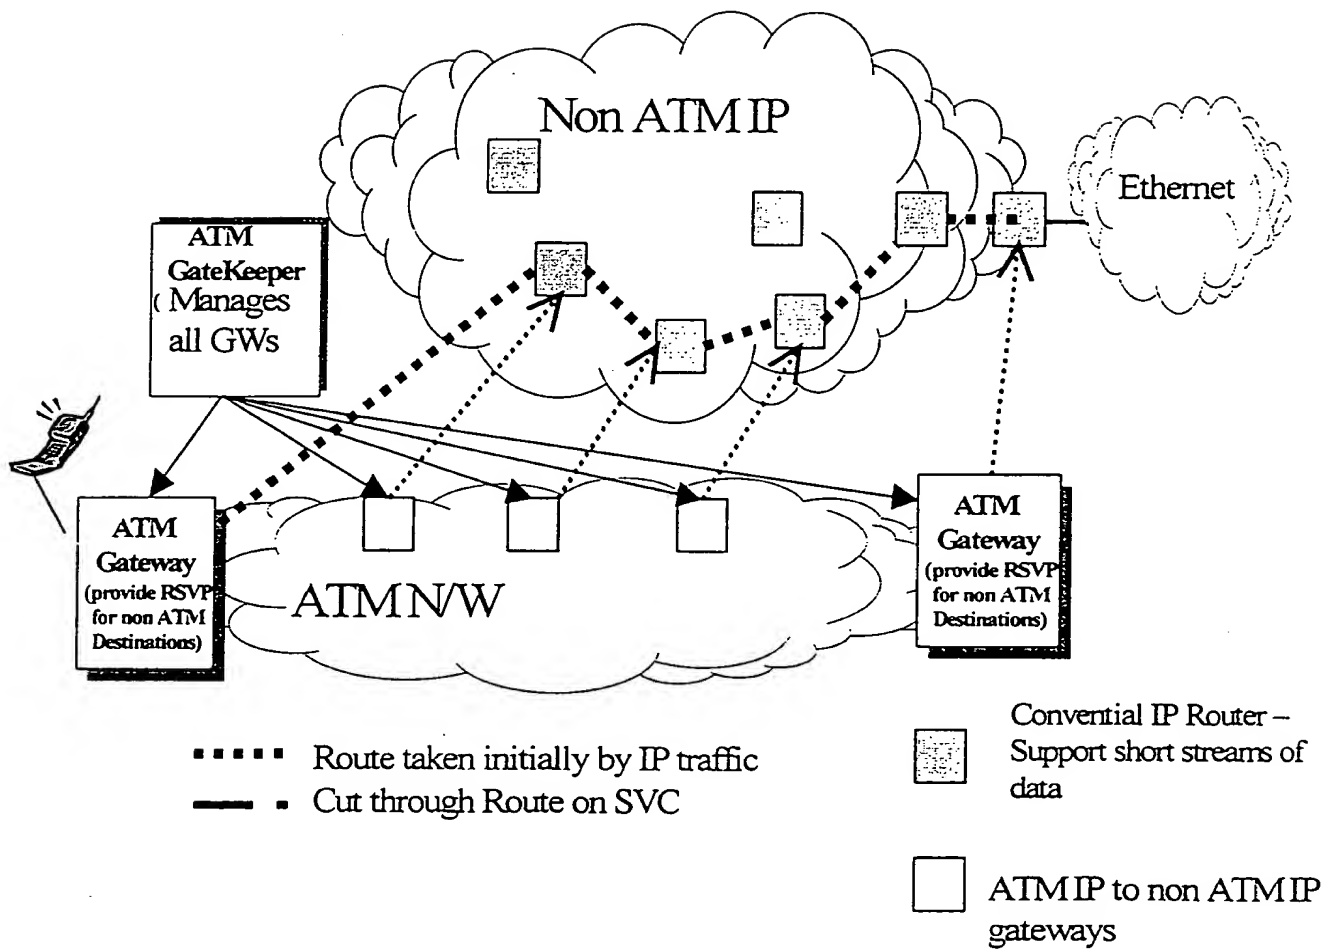 Non ATM IP
Ethernet
ATM
GateKeeper
( Manages
all GWs
ATM
Gateway
(provide RSVP
for non ATM
Destinations)
ATM N/W
ATM
Gateway
(provide RSVP
for non ATM
Destinations)
Route taken initially by IP traffic
Cut through Route on SVC
Convential IP Router –
Support short streams of
data
ATM IP to non ATM IP
gateways